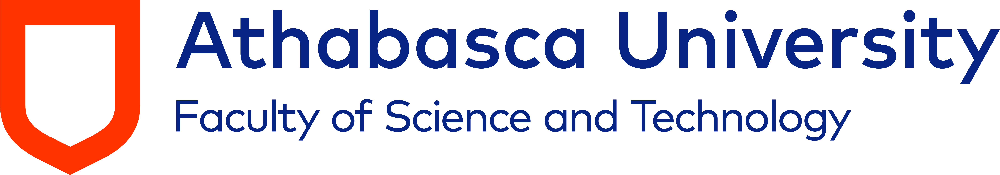 Athabasca University
Faculty of Science and Technology